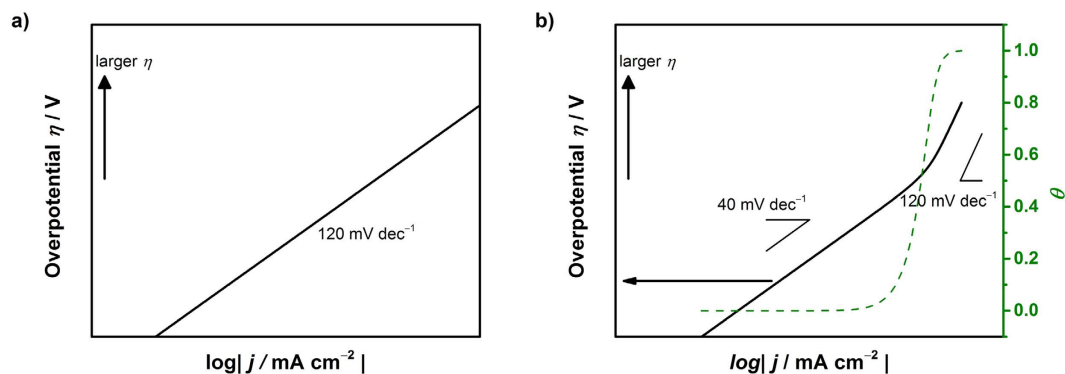 a)
larger η
Overpotential η / V
120 mV dec⁻¹
log| j / mA cm⁻² |
b)
larger η
Overpotential η / V
40 mV dec⁻¹
120 mV dec⁻¹
log| j / mA cm⁻² |
1.0
0.8
0.6
0.4
0.2
0.0
θ